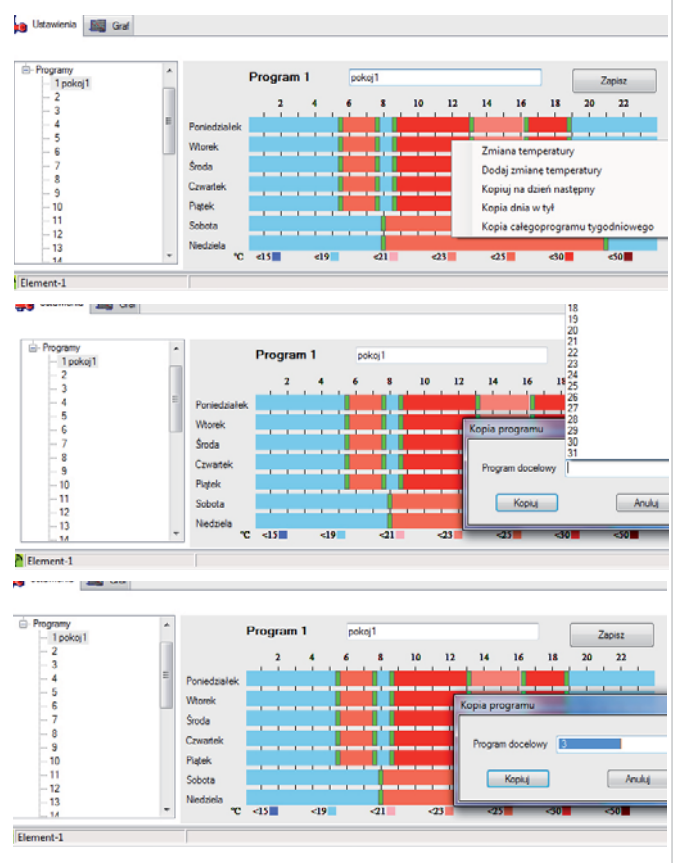 Ustawienia Graf
Programy
1 pokoj1
2
3
4
5
6
7
8
9
10
11
12
13
14
Program 1 pokoj1 Zapisz
2 4 6 8 10 12 14 16 18 20 22
Poniedziałek
Wtorek
Środa
Czwartek
Piątek
Sobota
Niedziela
Zmiana temperatury
Dodaj zmianę temperatury
Kopiuj na dzień następny
Kopia dnia w tył
Kopia całegoprogramu tygodniowego
°C <15 <19 <21 <23 <25 <30 <50
Element-1
Ustawienia Graf
Programy
1 pokoj1
2
3
4
5
6
7
8
9
10
11
12
13
14
Program 1 pokoj1
2 4 6 8 10 12 14 16 18
18
19
20
21
22
23
24
25
26
27
28
29
30
31
Poniedziałek
Wtorek
Środa
Czwartek
Piątek
Sobota
Niedziela
Kopia programu
Program docelowy
Kopiuj Anuluj
°C <15 <19 <21 <23 <25 <30 <50
Element-1
Programy
1 pokoj1
2
3
4
5
6
7
8
9
10
11
12
13
14
Program 1 pokoj1 Zapisz
2 4 6 8 10 12 14 16 18 20 22
Poniedziałek
Wtorek
Środa
Czwartek
Piątek
Sobota
Niedziela
Kopia programu
Program docelowy 3
Kopiuj Anuluj
°C <15 <19 <21 <23 <25 <30 <50
Element-1